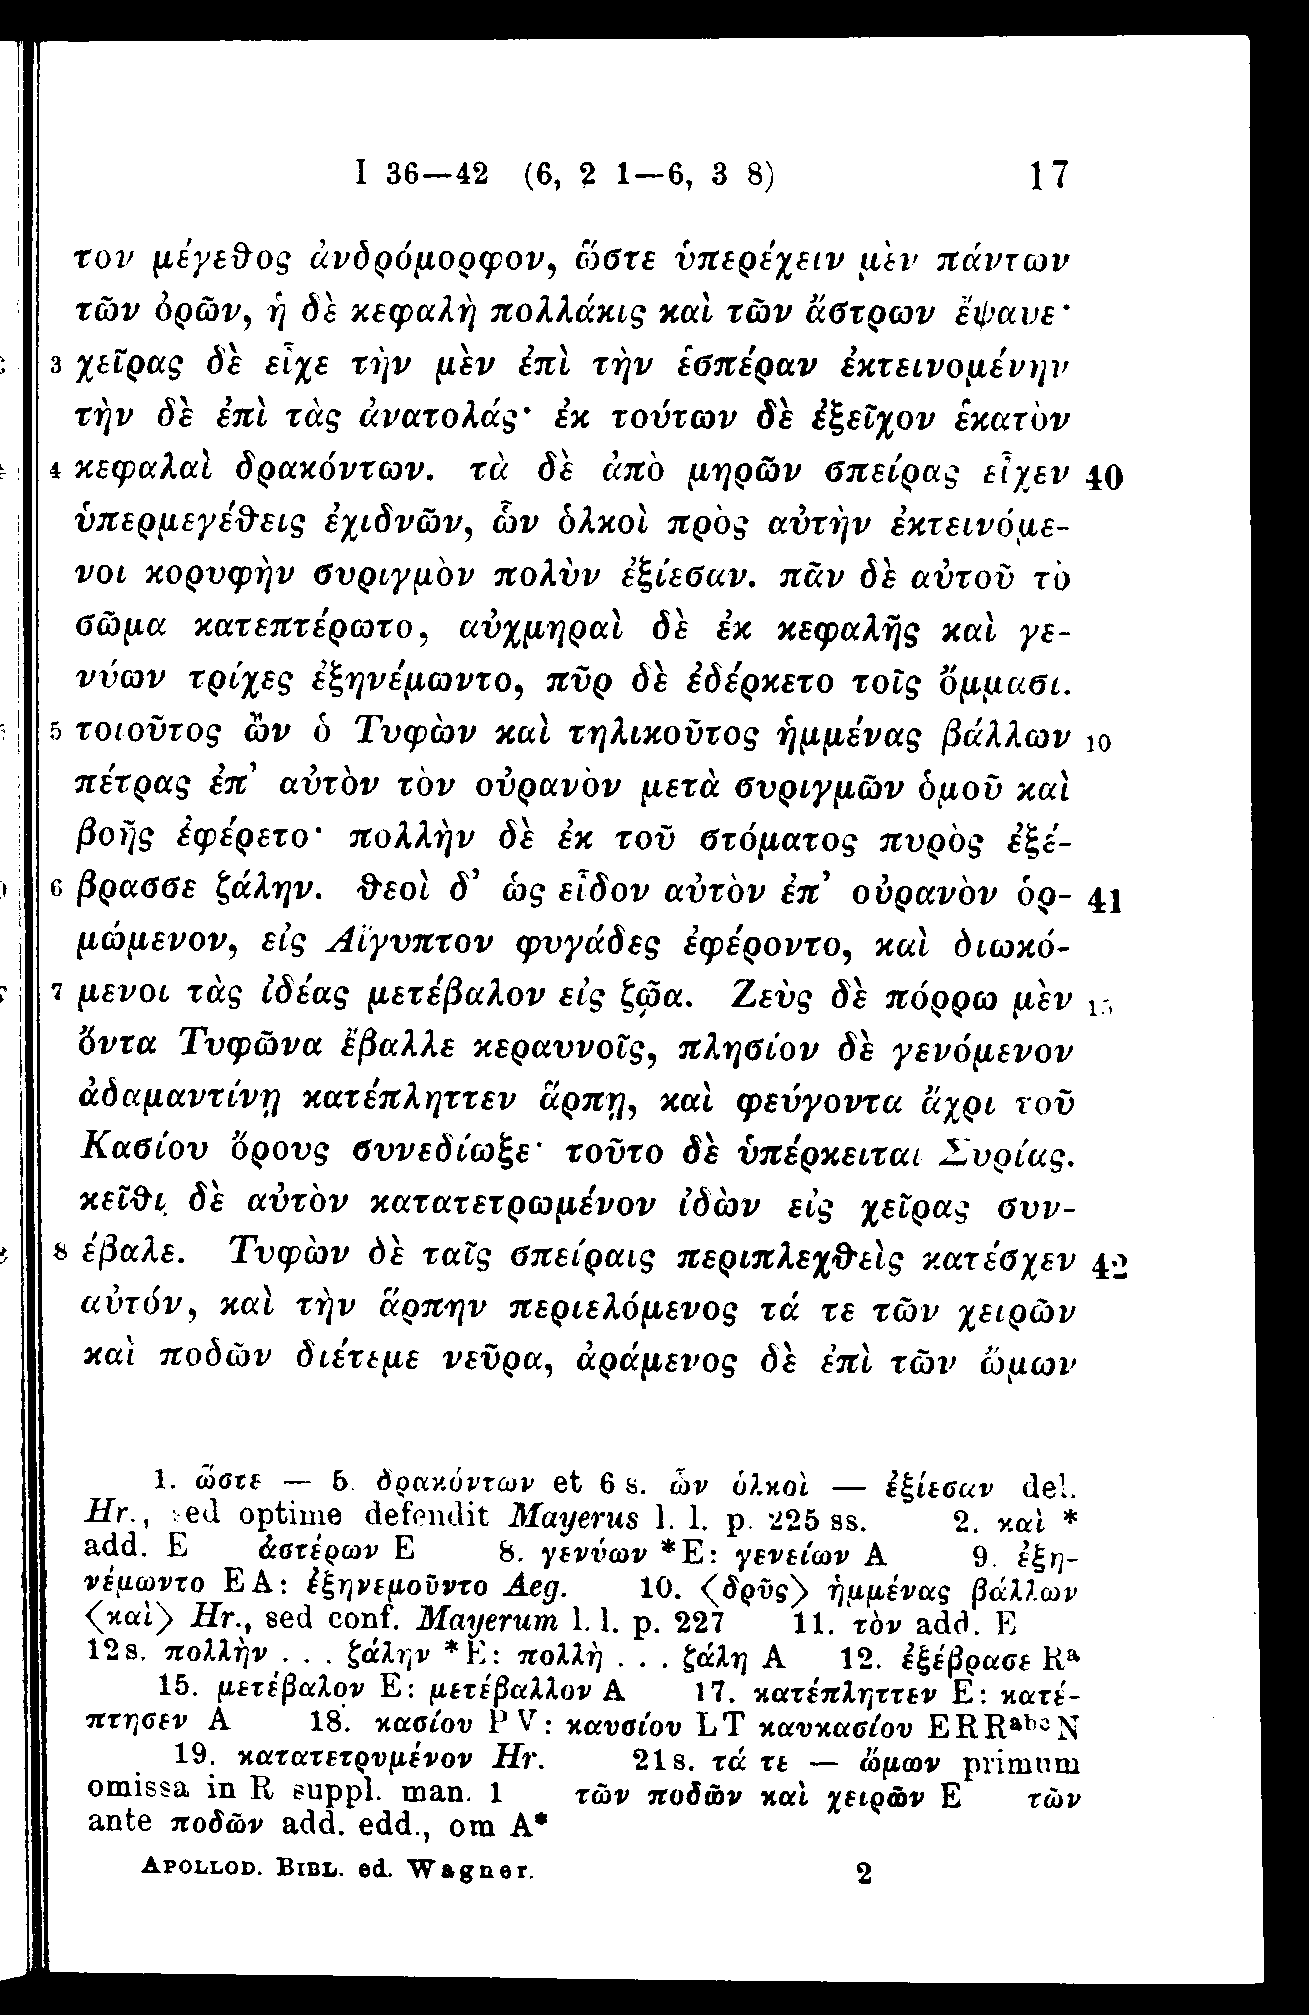 I 36—42 (6, 2 1—6, 3 8) 17
τον μέγεθος ἀνδρόμορφον, ὥστε ὑπερέχειν μὲν πάντων
τῶν ὀρῶν, ἡ δὲ κεφαλὴ πολλάκις καὶ τῶν ἄστρων ἔψαυε·
3 χεῖρας δὲ εἶχε τὴν μὲν ἐπὶ τὴν ἑσπέραν ἐκτεινομένην
τὴν δὲ ἐπὶ τὰς ἀνατολάς· ἐκ τούτων δὲ ἐξεῖχον ἑκατὸν
4 κεφαλαὶ δρακόντων. τὰ δὲ ἀπὸ μηρῶν σπείρας εἶχεν 40
ὑπερμεγέθεις ἐχιδνῶν, ὧν ὁλκοὶ πρὸς αὐτὴν ἐκτεινόμε-
νοι κορυφὴν συριγμὸν πολὺν ἐξίεσαν. πᾶν δὲ αὐτοῦ τὸ
σῶμα κατεπτέρωτο, αὐχμηραὶ δὲ ἐκ κεφαλῆς καὶ γε-
νύων τρίχες ἐξηνέμωντο, πῦρ δὲ ἐδέρκετο τοῖς ὄμμασι.
5 τοιοῦτος ὢν ὁ Τυφὼν καὶ τηλικοῦτος ἡμμένας βάλλων 10
πέτρας ἐπ’ αὐτὸν τὸν οὐρανὸν μετὰ συριγμῶν ὁμοῦ καὶ
βοῆς ἐφέρετο· πολλὴν δὲ ἐκ τοῦ στόματος πυρὸς ἐξέ-
6 βρασσε ζάλην. θεοὶ δ’ ὡς εἶδον αὐτὸν ἐπ’ οὐρανὸν ὁρ- 41
μώμενον, εἰς Αἴγυπτον φυγάδες ἐφέροντο, καὶ διωκό-
7 μενοι τὰς ἰδέας μετέβαλον εἰς ζῷα. Ζεὺς δὲ πόρρω μὲν 15
ὄντα Τυφῶνα ἔβαλλε κεραυνοῖς, πλησίον δὲ γενόμενον
ἀδαμαντίνῃ κατέπληττεν ἅρπῃ, καὶ φεύγοντα ἄχρι τοῦ
Κασίου ὄρους συνεδίωξε· τοῦτο δὲ ὑπέρκειται Συρίας.
κεῖθι δὲ αὐτὸν κατατετρωμένον ἰδὼν εἰς χεῖρας συν-
8 έβαλε. Τυφὼν δὲ ταῖς σπείραις περιπλεχθεὶς κατέσχεν 42
αὐτόν, καὶ τὴν ἅρπην περιελόμενος τά τε τῶν χειρῶν
καὶ ποδῶν διέτεμε νεῦρα, ἀράμενος δὲ ἐπὶ τῶν ὤμων
1. ὥστε — 5. δρακόντων et 6 s. ὧν ὁλκοὶ — ἐξίεσαν del.
Hr., sed optime defendit Mayerus l. l. p. 225 ss. 2. καὶ *
add. E ἀστέρων E 8. γενύων *E: γενείων A 9. ἐξη-
νέμωντο EA: ἐξηνεμοῦντο Aeg. 10. ⟨δρῦς⟩ ἡμμένας βάλλων
⟨καὶ⟩ Hr., sed conf. Mayerum l. l. p. 227 11. τὸν add. E
12 s. πολλὴν . . . ζάλην *E: πολλὴ . . . ζάλη A 12. ἐξέβρασε Rᵃ
15. μετέβαλον E: μετέβαλλον A 17. κατέπληττεν E: κατέ-
πτησεν A 18. κασίου PV: καυσίου LT καυκασίου ERRᵃᵇᶜN
19. κατατετρυμένον Hr. 21 s. τά τε — ὤμων primum
omissa in R suppl. man. 1 τῶν ποδῶν καὶ χειρῶν E τῶν
ante ποδῶν add. edd., om A*
APOLLOD. BIBL. ed. Wagner. 2